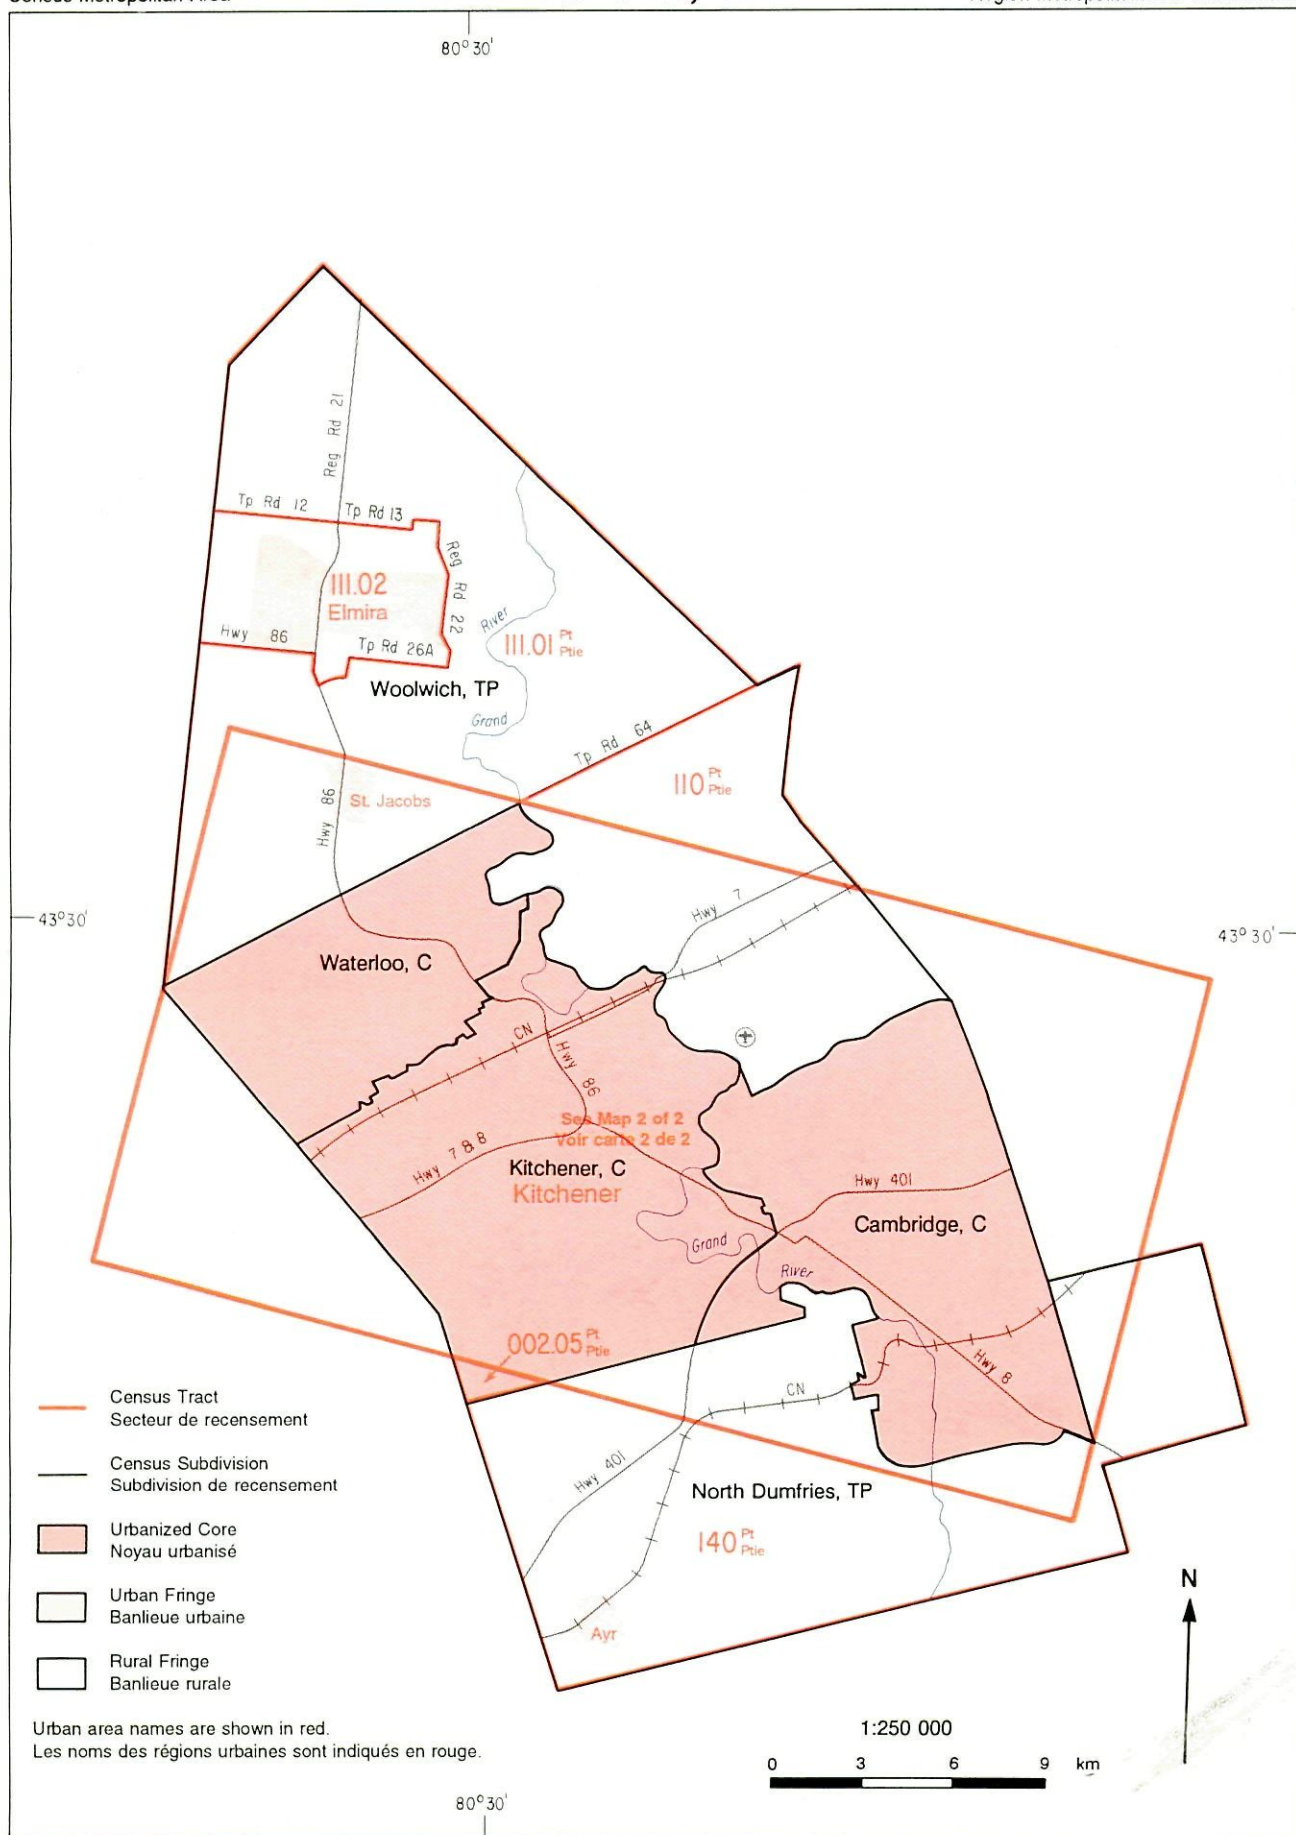 Census Metropolitan Area
80°30'
Reg Rd 21
Tp Rd 12
Tp Rd 13
Reg Rd 22
111.02
Elmira
River
111.01 Pt
Ptie
Hwy 86
Tp Rd 26A
Woolwich, TP
Grand
Tp Rd 64
110 Pt
Ptie
St. Jacobs
Hwy 86
Hwy 7
43°30'
43°30'
Waterloo, C
CN
Hwy 86
See Map 2 of 2
Voir carte 2 de 2
Hwy 7 & 8
Kitchener, C
Kitchener
Hwy 401
Cambridge, C
Grand
River
002.05 Pt
Ptie
Hwy 8
CN
Hwy 401
North Dumfries, TP
140 Pt
Ptie
Ayr
Census Tract
Secteur de recensement
Census Subdivision
Subdivision de recensement
Urbanized Core
Noyau urbanisé
Urban Fringe
Banlieue urbaine
Rural Fringe
Banlieue rurale
N
Urban area names are shown in red.
Les noms des régions urbaines sont indiqués en rouge.
1:250 000
0 3 6 9 km
80°30'